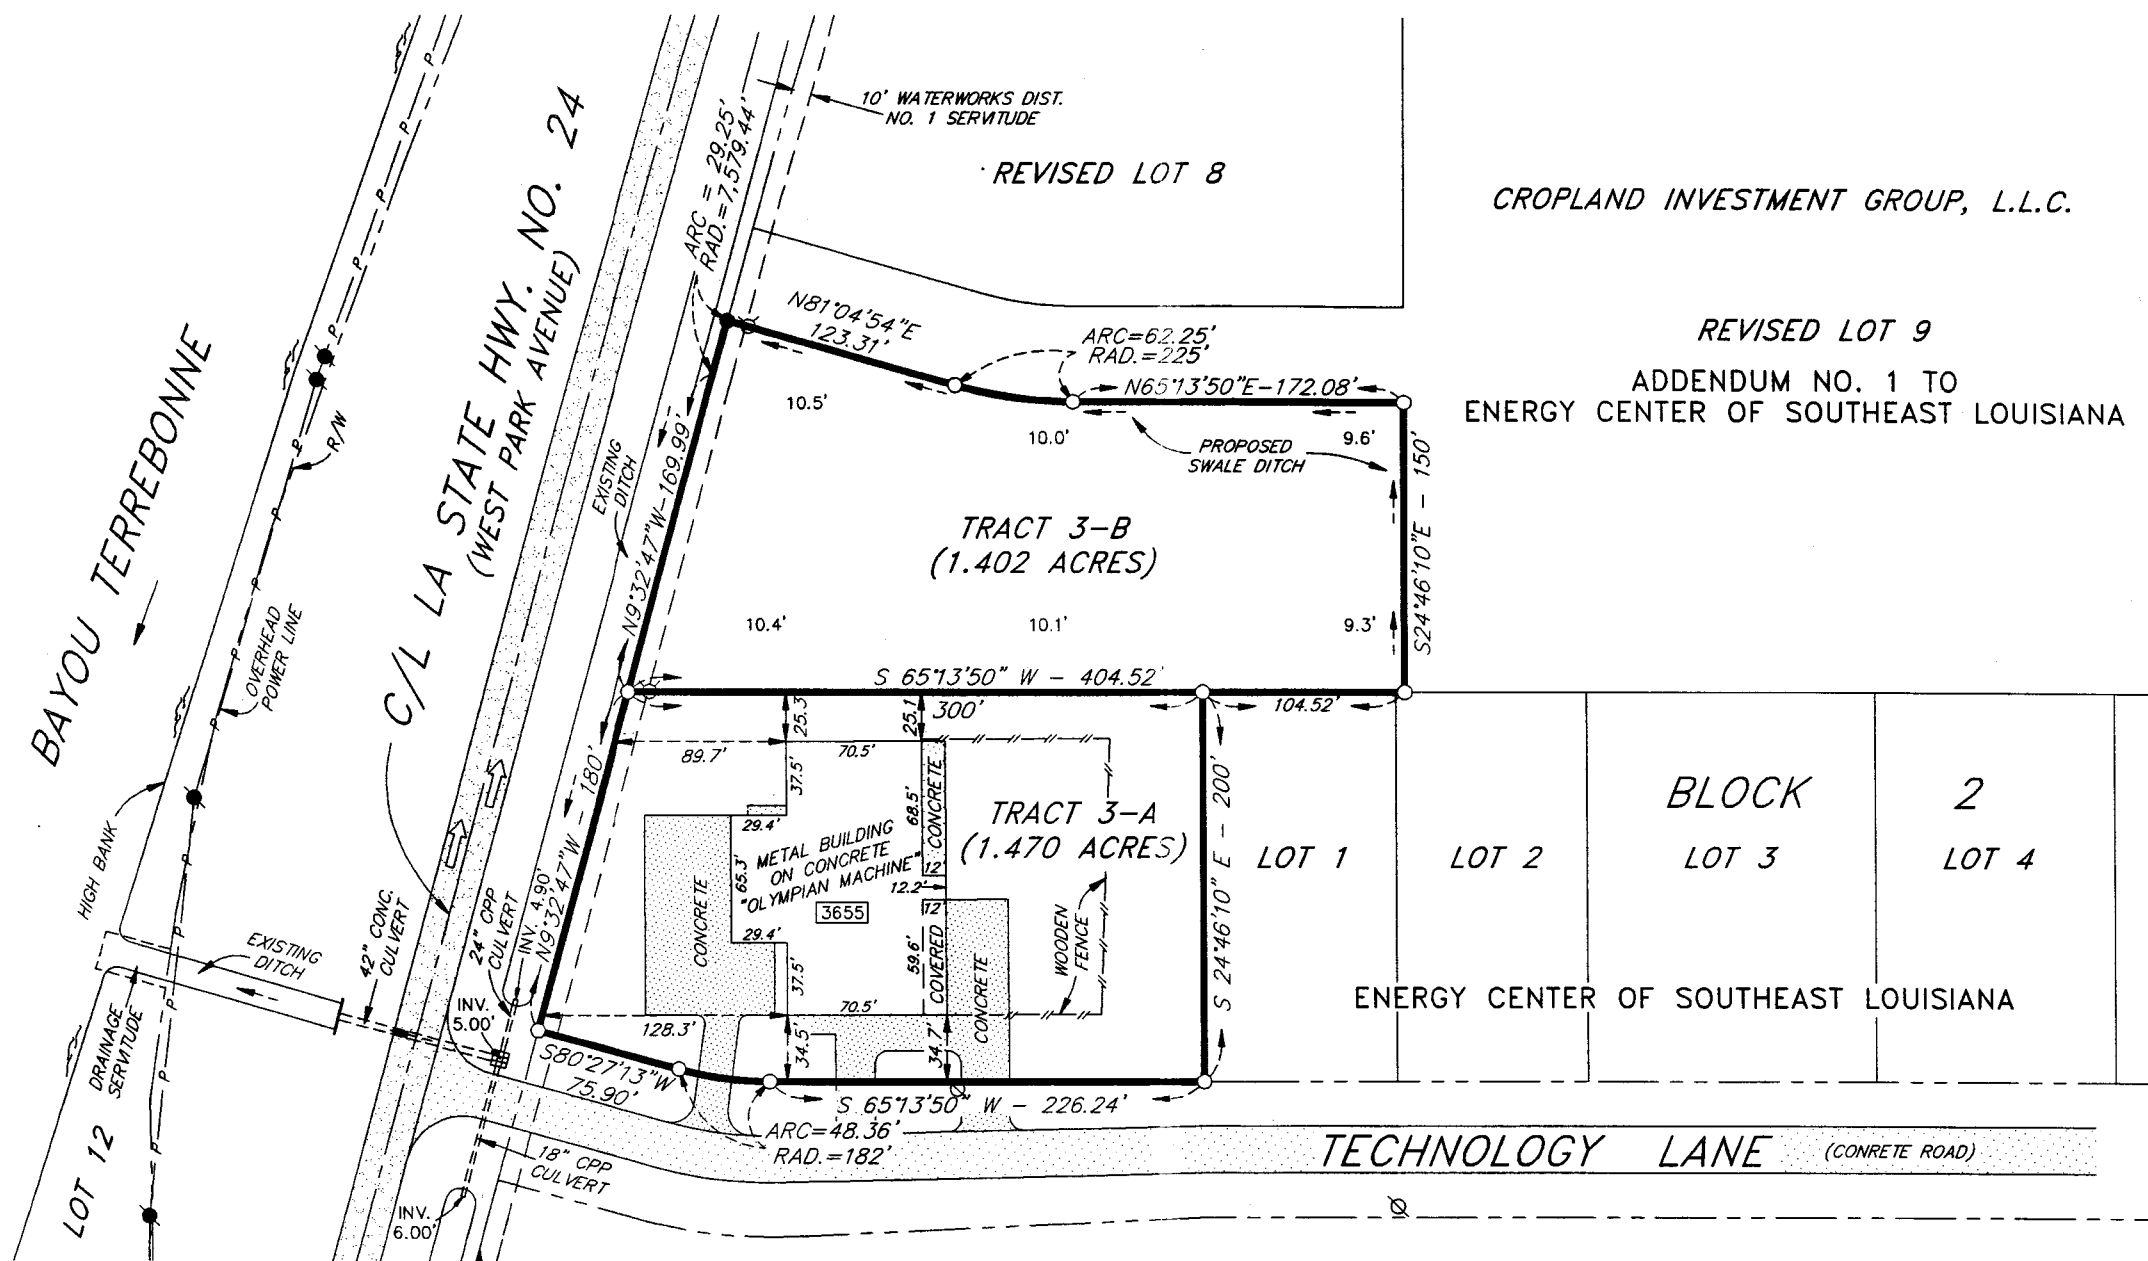 10' WATERWORKS DIST.
NO. 1 SERVITUDE
REVISED LOT 8
CROPLAND INVESTMENT GROUP, L.L.C.
REVISED LOT 9
ADDENDUM NO. 1 TO
ENERGY CENTER OF SOUTHEAST LOUISIANA
BAYOU TERREBONNE
C/L LA STATE HWY. NO. 24
(WEST PARK AVENUE)
ARC = 29.25'
RAD.=7,579.44'
N81°04'54"E
123.31'
ARC=62.25'
RAD.=225'
N65°13'50"E-172.08'
10.5'
10.0'
9.6'
PROPOSED
SWALE DITCH
S24°46'10"E - 150'
R/W
EXISTING
DITCH
N9°32'47"W-169.99'
TRACT 3-B
(1.402 ACRES)
10.4'
10.1'
9.3'
OVERHEAD
POWER LINE
S 65°13'50" W - 404.52'
300'
104.52'
25.3'
25.1'
89.7'
70.5'
37.5'
N9°32'47"W - 180'
68.5'
CONCRETE
TRACT 3-A
(1.470 ACRES)
S 24°46'10" E - 200'
29.4'
METAL BUILDING
ON CONCRETE
"OLYMPIAN MACHINE"
3655
65.3'
12'
12.2'
12'
CONCRETE
29.4'
37.5'
59.6'
COVERED
CONCRETE
WOODEN
FENCE
70.5'
128.3'
34.5'
34.7'
LOT 1
LOT 2
BLOCK 2
LOT 3
LOT 4
ENERGY CENTER OF SOUTHEAST LOUISIANA
HIGH BANK
EXISTING
DITCH
42" CONC.
CULVERT
24" CPP
CULVERT
INV. 4.90'
INV.
5.00'
DRAINAGE
SERVITUDE
LOT 12
S80°27'13"W
75.90'
S 65°13'50" W - 226.24'
ARC=48.36'
RAD.=182'
18" CPP
CULVERT
INV.
6.00'
TECHNOLOGY LANE (CONRETE ROAD)
P P P P P P P P P P P P P P P P P